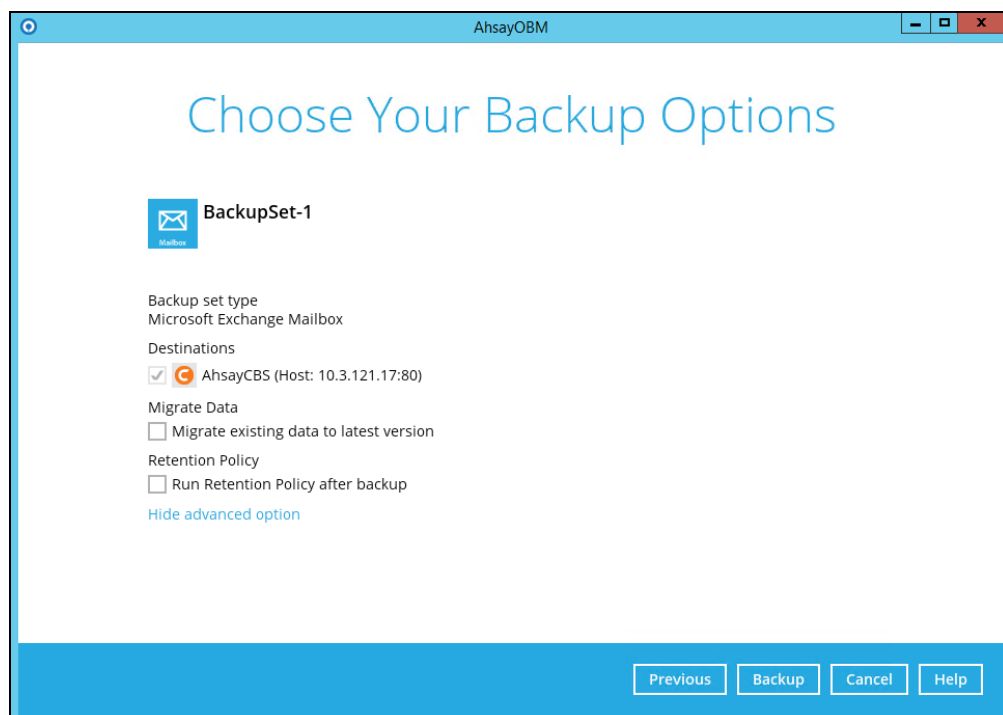 AhsayOBM
Choose Your Backup Options
Mailbox
BackupSet-1
Backup set type
Microsoft Exchange Mailbox
Destinations
AhsayCBS (Host: 10.3.121.17:80)
Migrate Data
Migrate existing data to latest version
Retention Policy
Run Retention Policy after backup
Hide advanced option
Previous Backup Cancel Help